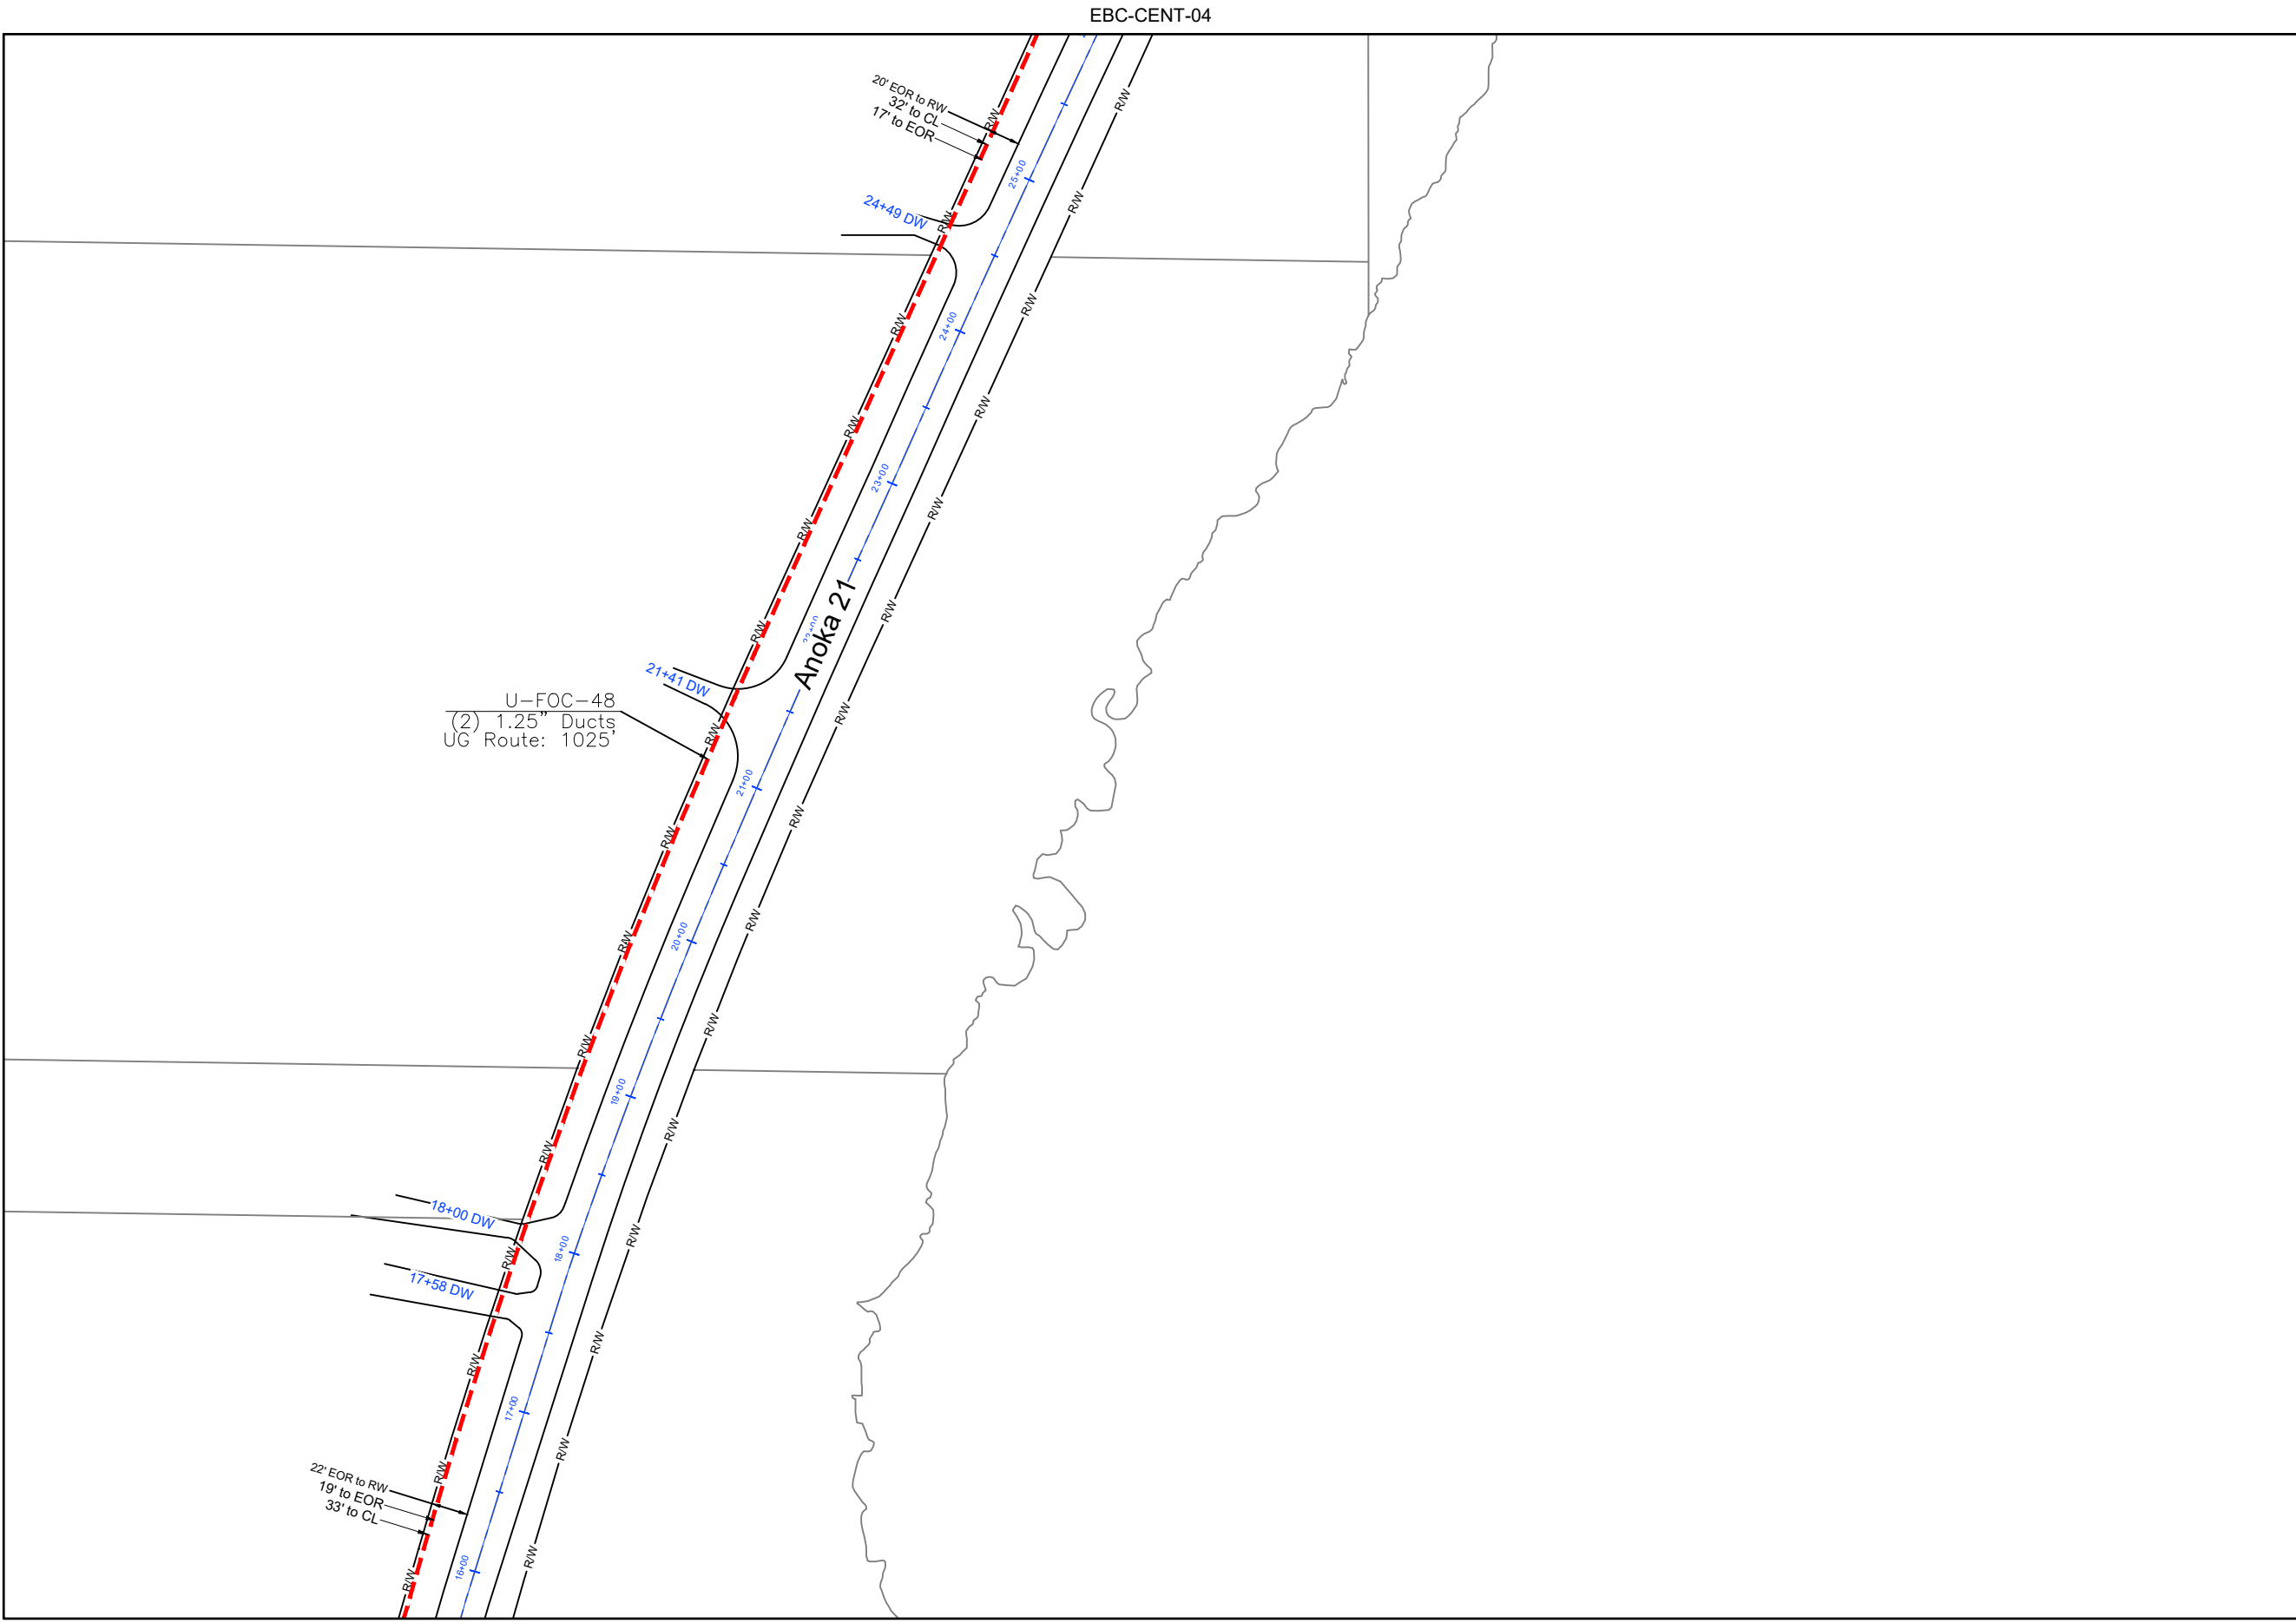 EBC-CENT-04
20' EOR to RW
32' to CL
17' to EOR
R/W
R/W
25+00
R/W
24+49 DW
R/W
R/W
24+00
R/W
R/W
R/W
23+00
R/W
R/W
Anoka 21
22+00
R/W
R/W
21+41 DW
U-FOC-48
(2) 1.25" Ducts
UG Route: 1025'
R/W
R/W
21+00
R/W
R/W
R/W
20+00
R/W
R/W
R/W
19+00
R/W
R/W
18+00 DW
R/W
18+00
R/W
17+58 DW
R/W
R/W
17+00
R/W
22' EOR to RW
19' to EOR
33' to CL
R/W
R/W
16+00
R/W